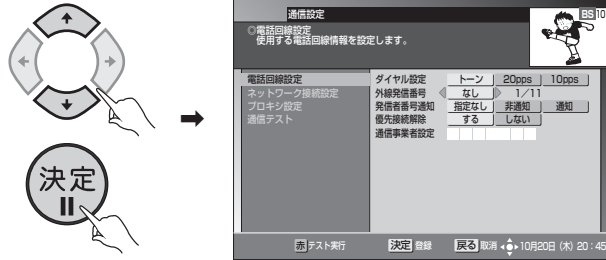 決定
通信設定
BS 10
◎電話回線設定
使用する電話回線情報を設定します。
電話回線設定
ネットワーク接続設定
プロキシ設定
通信テスト
ダイヤル設定 トーン 20pps 10pps
外線発信番号 なし 1/11
発信者番号通知 指定なし 非通知 通知
優先接続解除 する しない
通信事業者設定
赤 テスト実行 決定 登録 戻る 取消 10月20日 (木) 20:45